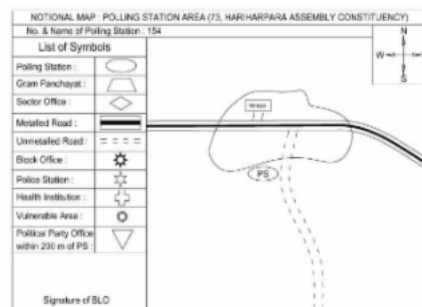 NOTIONAL MAP : POLLING STATION AREA (73, HARIHARPARA ASSEMBLY CONSTITUENCY)
No. & Name of Polling Station : 154
List of Symbols
Polling Station :
Gram Panchayat :
Sector Office :
Metalled Road :
Unmetalled Road :
Block Office :
Police Station :
Health Institution :
Vulnerable Area :
Political Party Office
within 200 m of PS :
Signature of BLO
N
W
E
S
PS